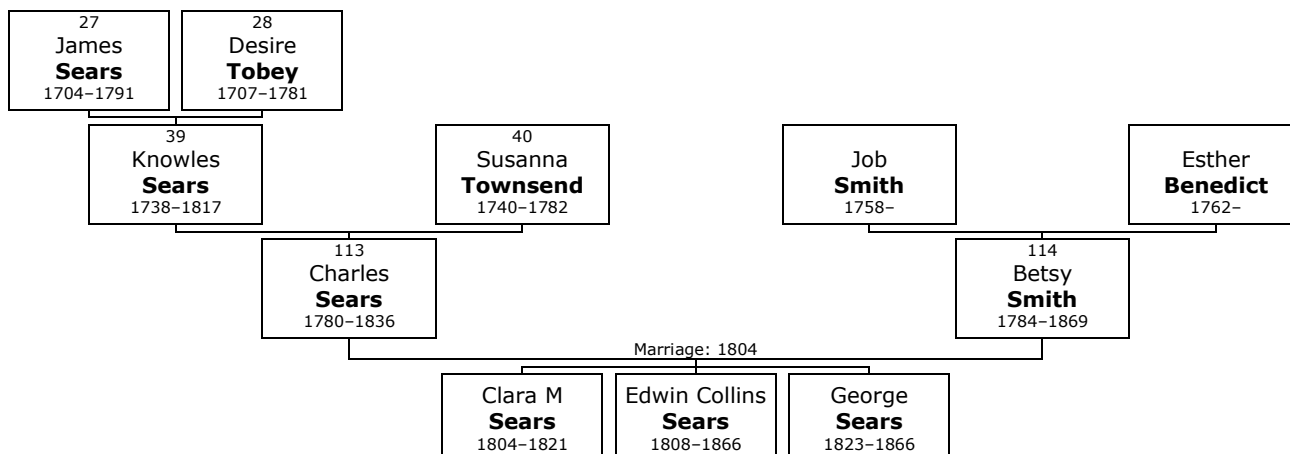 27
James
Sears
1704–1791
28
Desire
Tobey
1707–1781
39
Knowles
Sears
1738–1817
40
Susanna
Townsend
1740–1782
Job
Smith
1758–
Esther
Benedict
1762–
113
Charles
Sears
1780–1836
114
Betsy
Smith
1784–1869
Marriage: 1804
Clara M
Sears
1804–1821
Edwin Collins
Sears
1808–1866
George
Sears
1823–1866